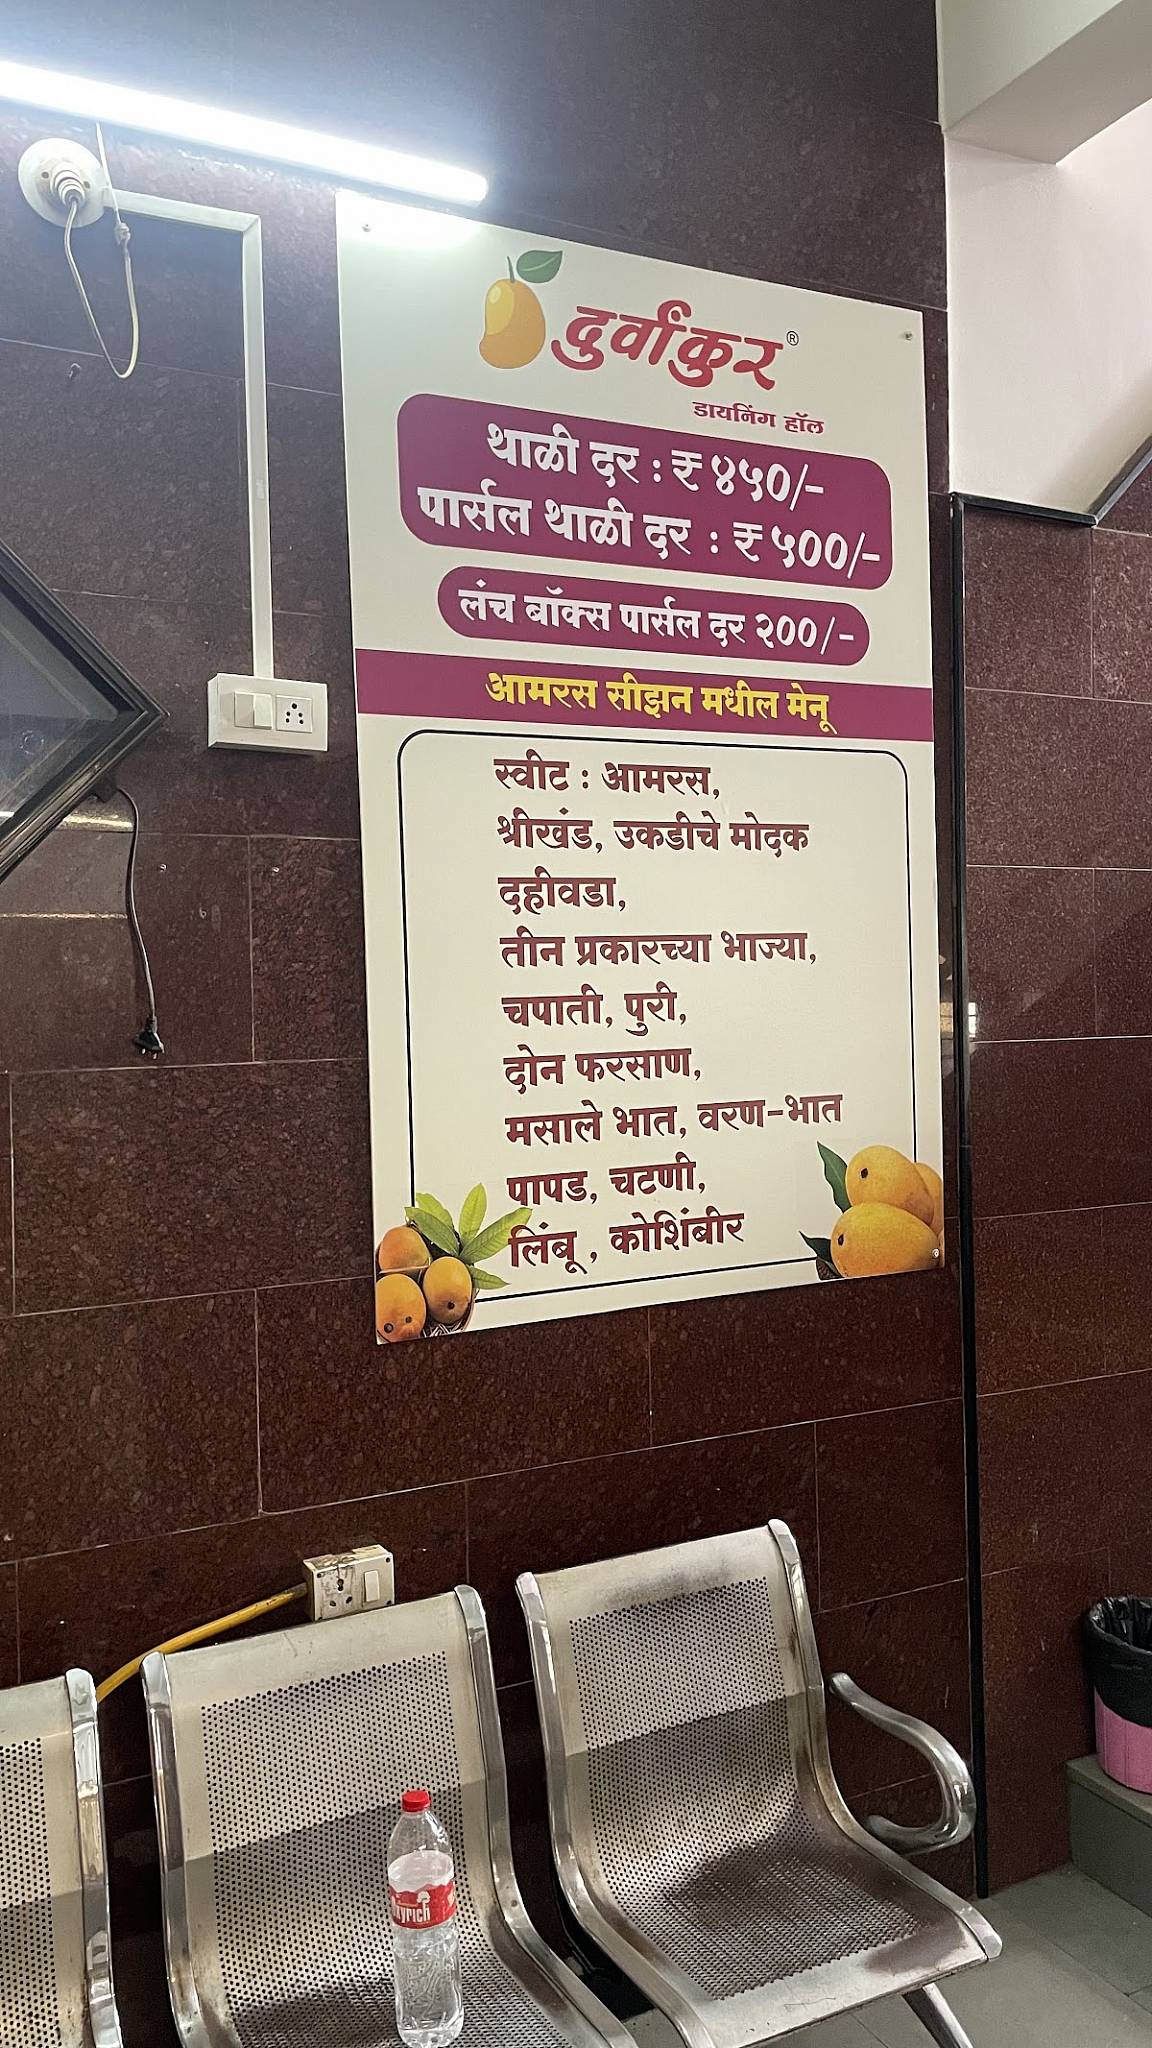 दुर्वांकुर®
डायनिंग हॉल
थाळी दर : ₹ ४५०/-
पार्सल थाळी दर : ₹ ५००/-
लंच बॉक्स पार्सल दर २००/-
आमरस सीझन मधील मेनू
स्वीट : आमरस,
श्रीखंड, उकडीचे मोदक
दहीवडा,
तीन प्रकारच्या भाज्या,
चपाती, पुरी,
दोन फरसाण,
मसाले भात, वरण-भात
पापड, चटणी,
लिंबू , कोशिंबीर